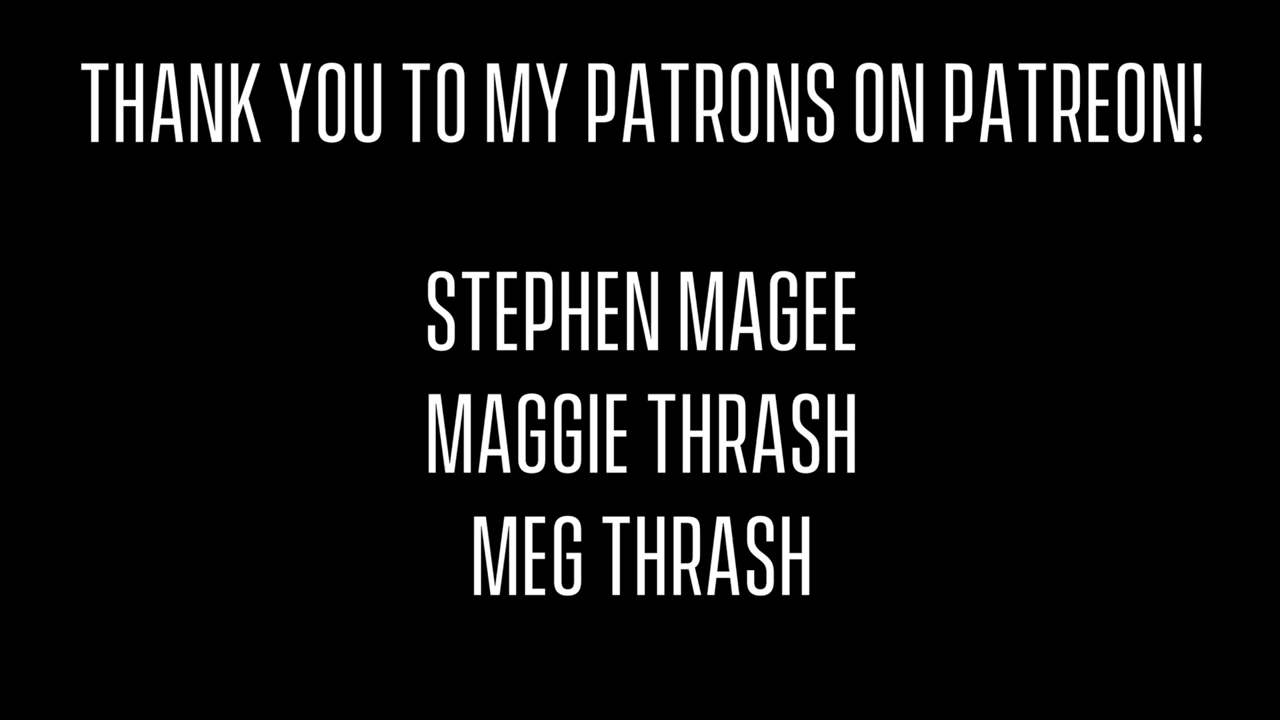 THANK YOU TO MY PATRONS ON PATREON!
STEPHEN MAGEE
MAGGIE THRASH
MEG THRASH